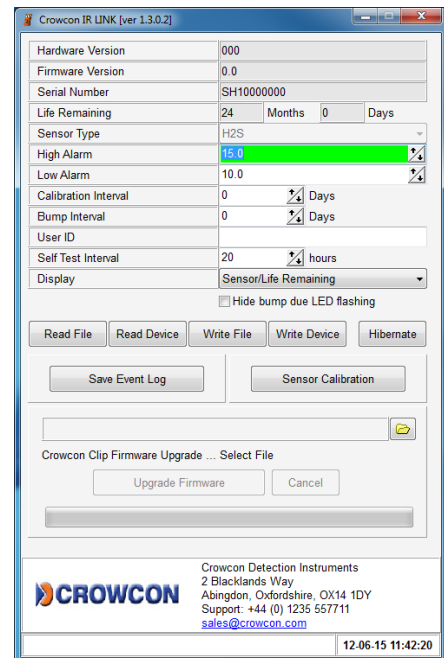 Crowcon IR LINK [ver 1.3.0.2]
Hardware Version 000
Firmware Version 0.0
Serial Number SH10000000
Life Remaining 24 Months 0 Days
Sensor Type H2S
High Alarm 15.0
Low Alarm 10.0
Calibration Interval 0 Days
Bump Interval 0 Days
User ID
Self Test Interval 20 hours
Display Sensor/Life Remaining
Hide bump due LED flashing
Read File Read Device Write File Write Device Hibernate
Save Event Log Sensor Calibration
Crowcon Clip Firmware Upgrade ... Select File
Upgrade Firmware Cancel
CROWCON
Crowcon Detection Instruments
2 Blacklands Way
Abingdon, Oxfordshire, OX14 1DY
Support: +44 (0) 1235 557711
sales@crowcon.com
12-06-15 11:42:20